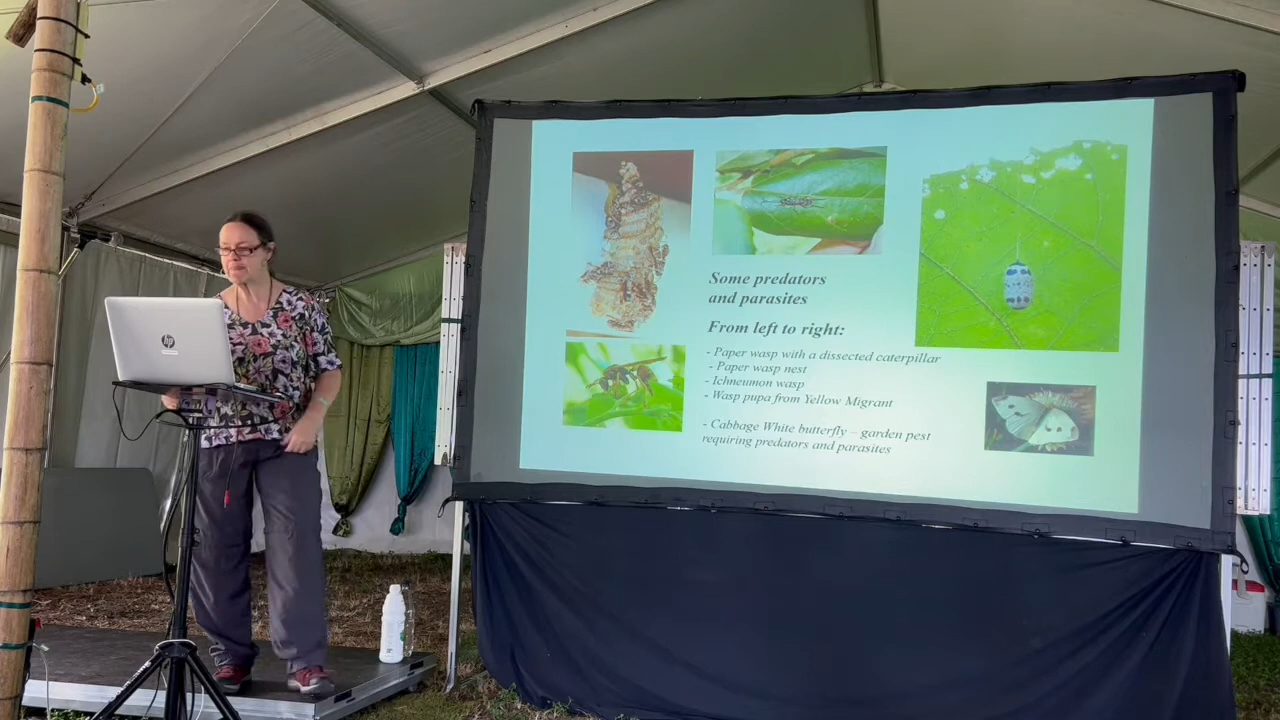 hp
Some predators
and parasites
From left to right:
- Paper wasp with a dissected caterpillar
- Paper wasp nest
- Ichneumon wasp
- Wasp pupa from Yellow Migrant
- Cabbage White butterfly – garden pest
requiring predators and parasites